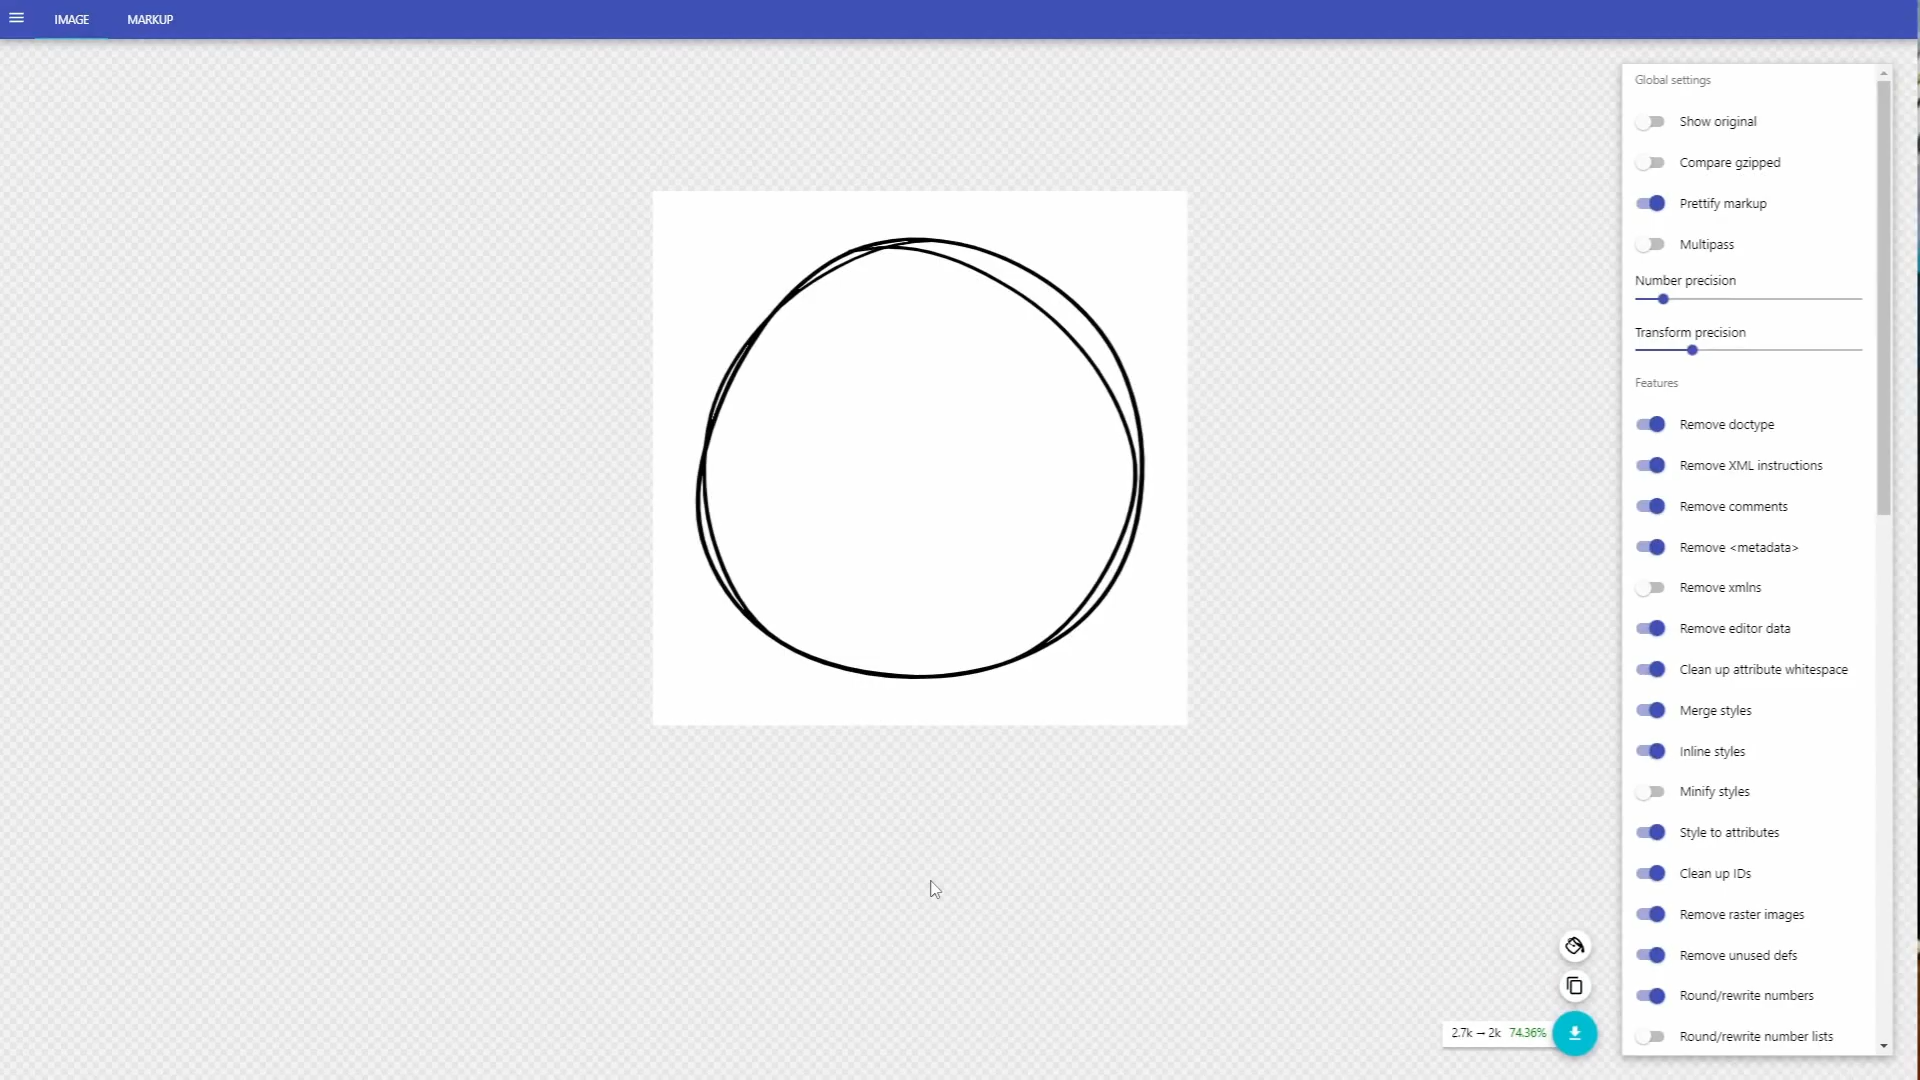 IMAGE MARKUP
Global settings
Show original
Compare gzipped
Prettify markup
Multipass
Number precision
Transform precision
Features
Remove doctype
Remove XML instructions
Remove comments
Remove <metadata>
Remove xmlns
Remove editor data
Clean up attribute whitespace
Merge styles
Inline styles
Minify styles
Style to attributes
Clean up IDs
Remove raster images
Remove unused defs
Round/rewrite numbers
Round/rewrite number lists
2.7k → 2k 74.36%